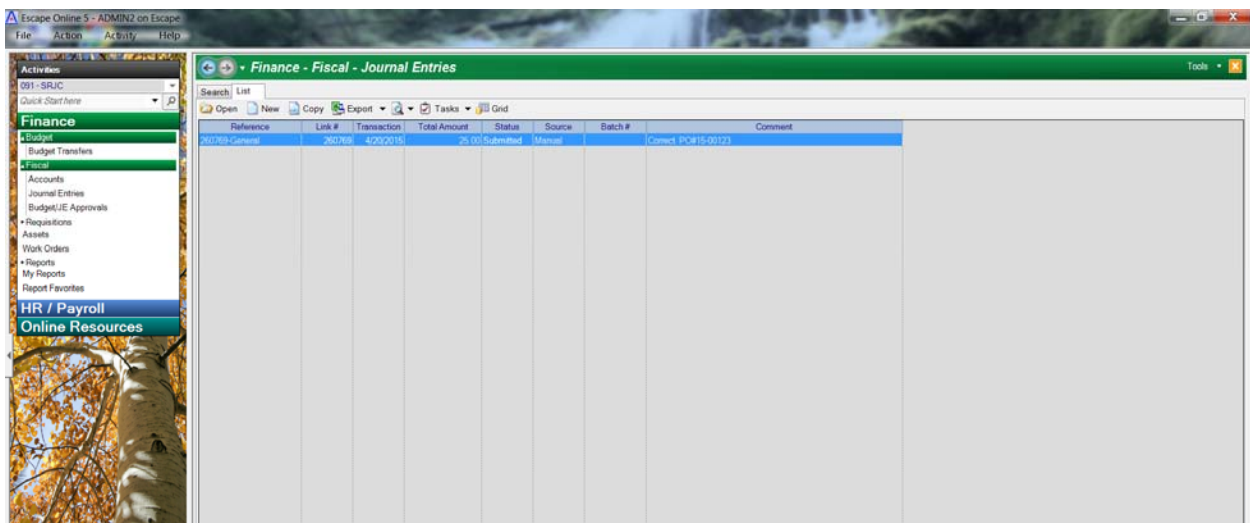 Escape Online 5 - ADMIN2 on Escape
File Action Activity Help
Activities
091 - SRJC
Quick Start here
Finance
Budget
Budget Transfers
Fiscal
Accounts
Journal Entries
Budget/JE Approvals
Requisitions
Assets
Work Orders
Reports
My Reports
Report Favorites
HR / Payroll
Online Resources
Finance - Fiscal - Journal Entries
Tools
Search List
Open New Copy Export Tasks Grid
Reference Link # Transaction Total Amount Status Source Batch # Comment
260769-General 260769 4/20/2015 25.00 Submitted Manual Correct PO#15-00123